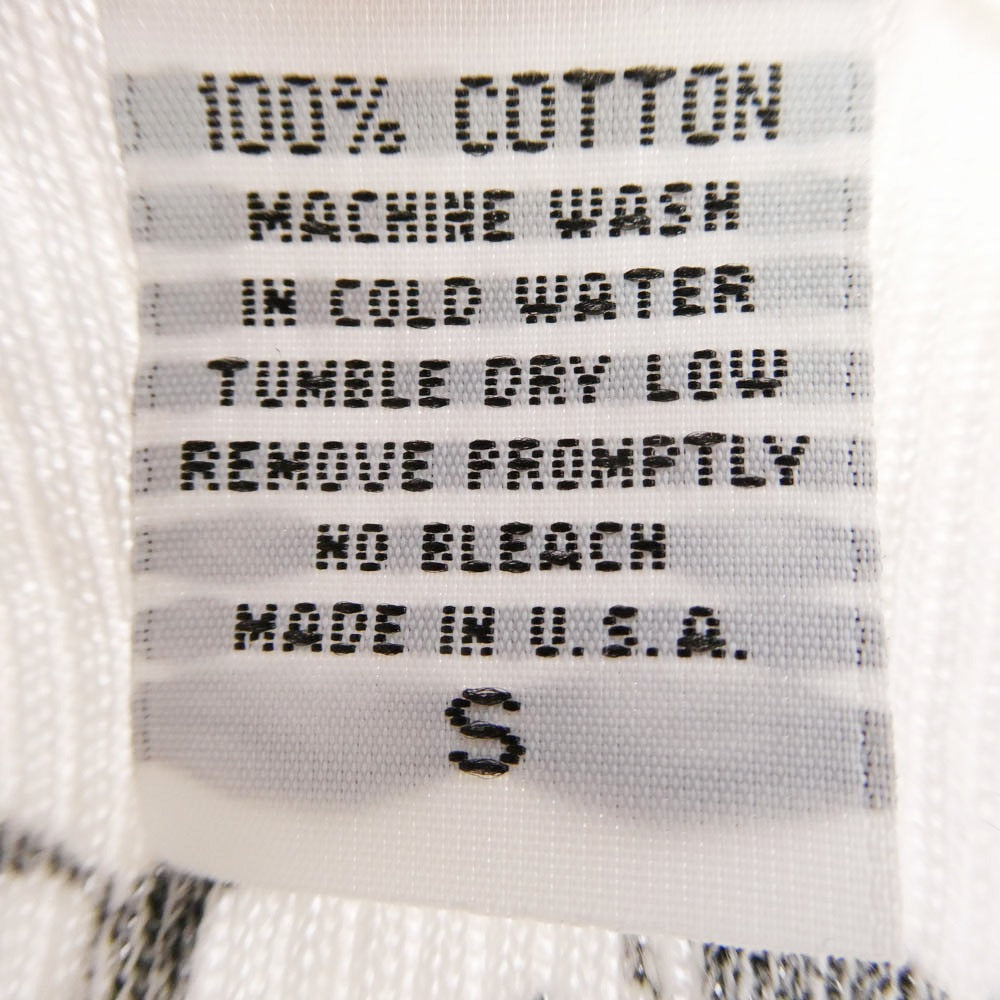 100% COTTON
MACHINE WASH
IN COLD WATER
TUMBLE DRY LOW
REMOVE PROMPTLY
NO BLEACH
MADE IN U.S.A.
S